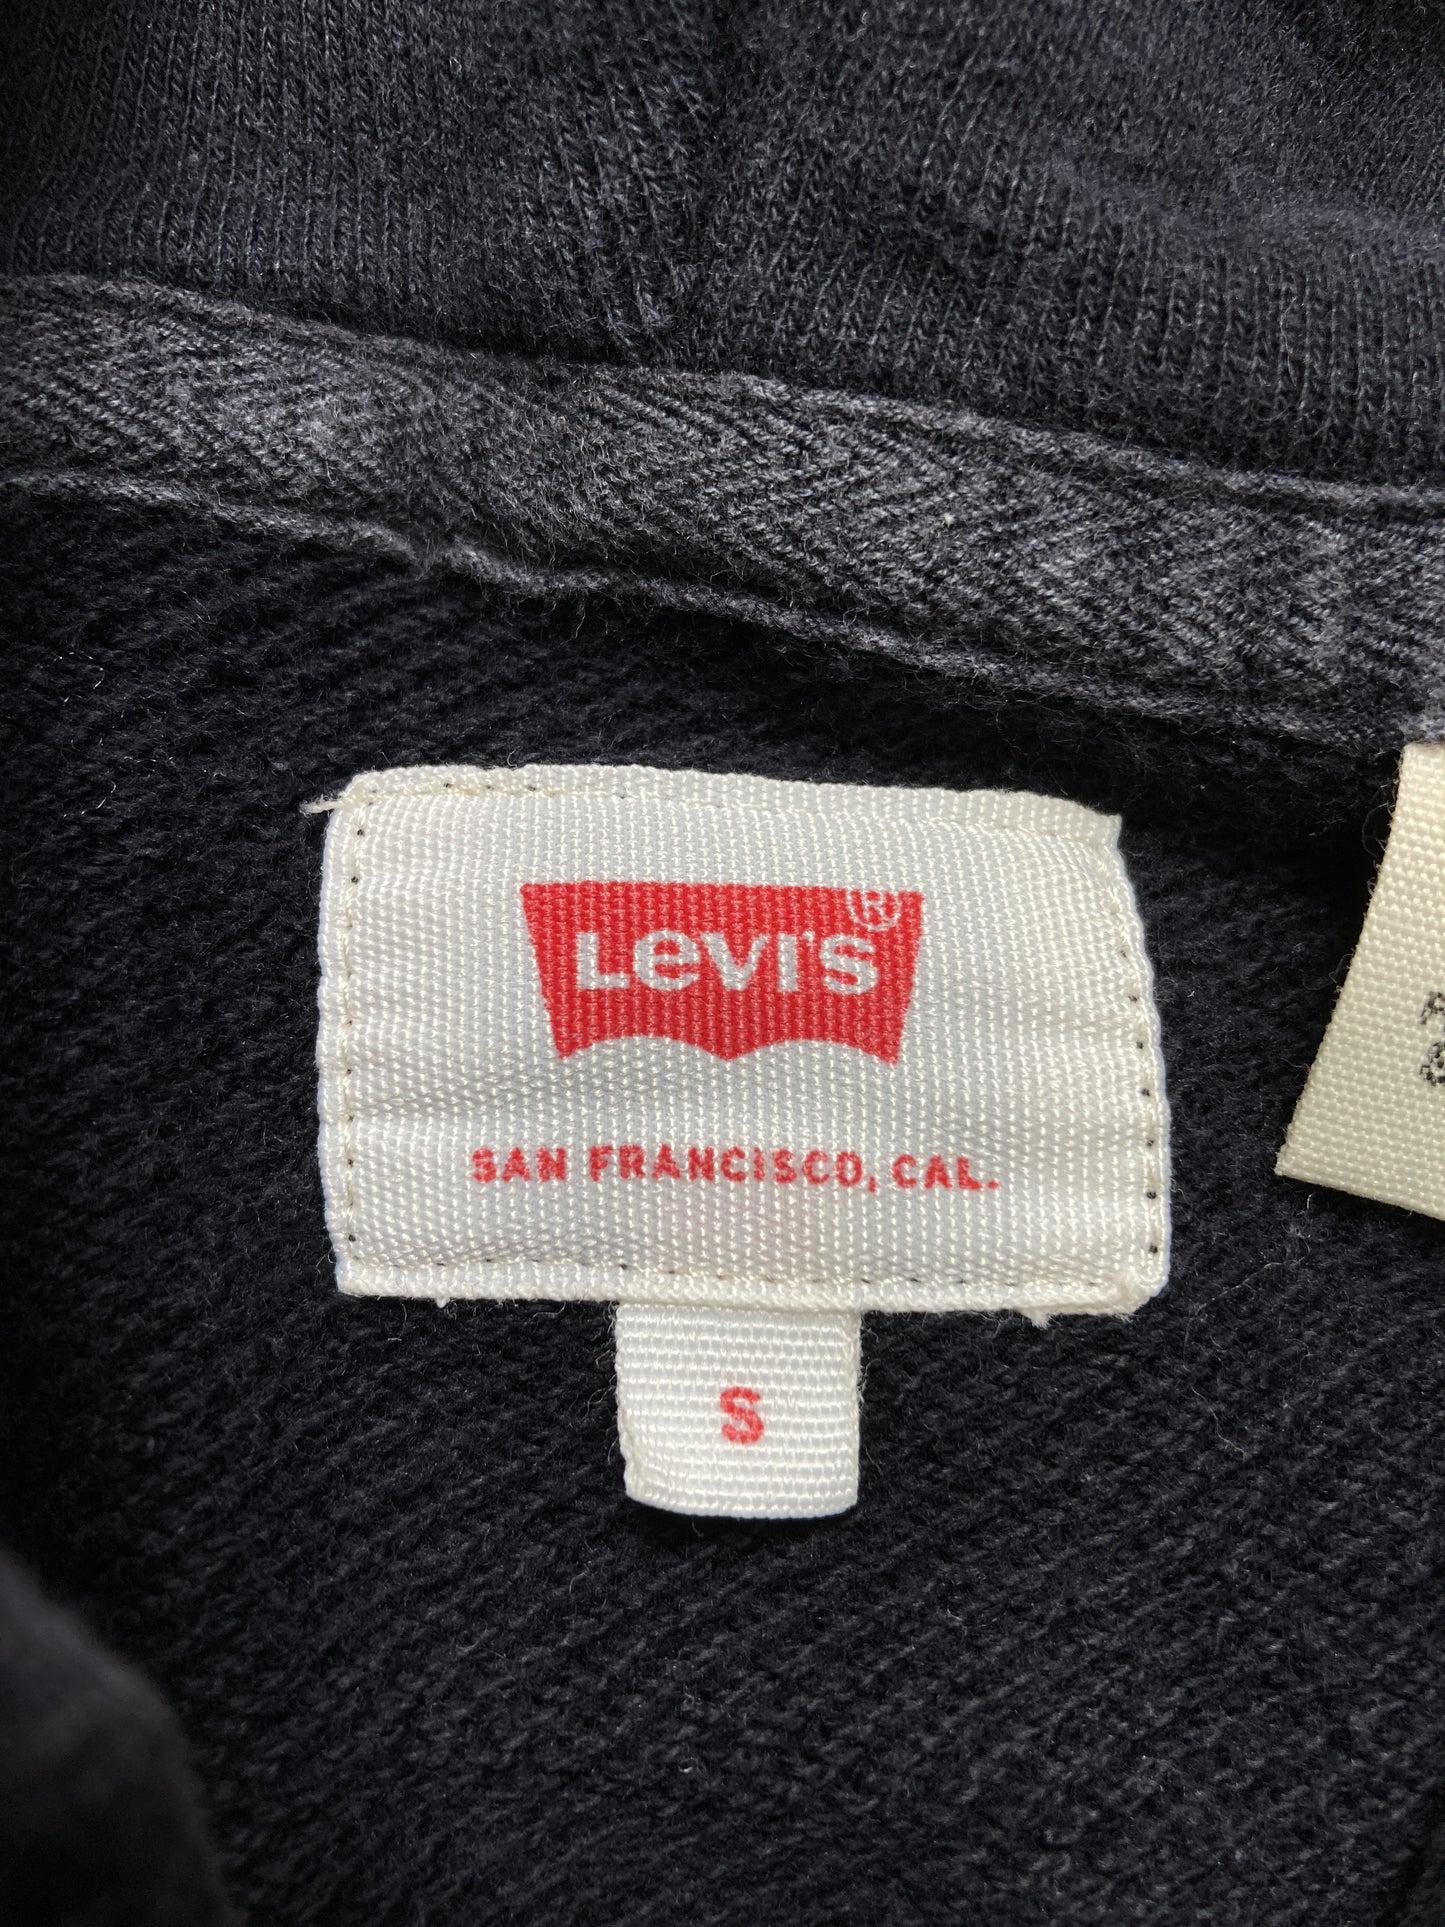 Levi's®
SAN FRANCISCO, CAL.
S